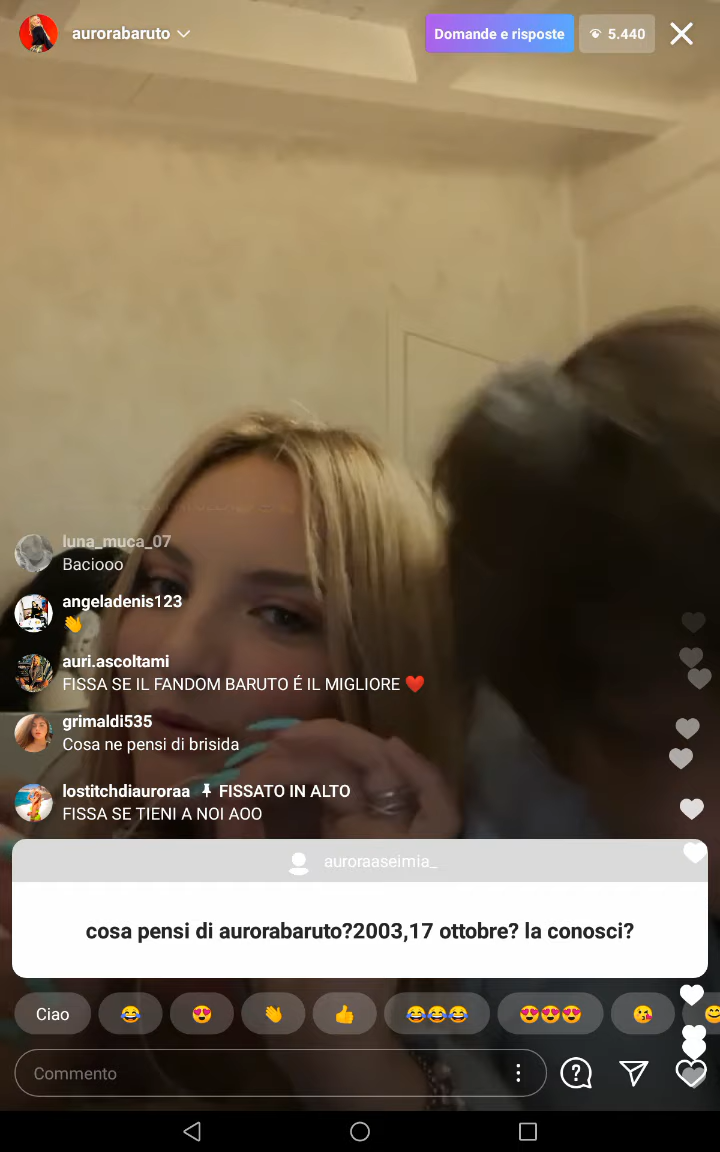 aurorabaruto
Domande e risposte
5.440
luna_muca_07
Baciooo
angeladenis123
👋
auri.ascoltami
FISSA SE IL FANDOM BARUTO É IL MIGLIORE ❤️
grimaldi535
Cosa ne pensi di brisida
lostitchdiauroraa 📌 FISSATO IN ALTO
FISSA SE TIENI A NOI AOO
auroraaseimia_
cosa pensi di aurorabaruto?2003,17 ottobre? la conosci?
Ciao 😂 😍 👋 👍 😂😂😂 😍😍😍 😘 😊
Commento